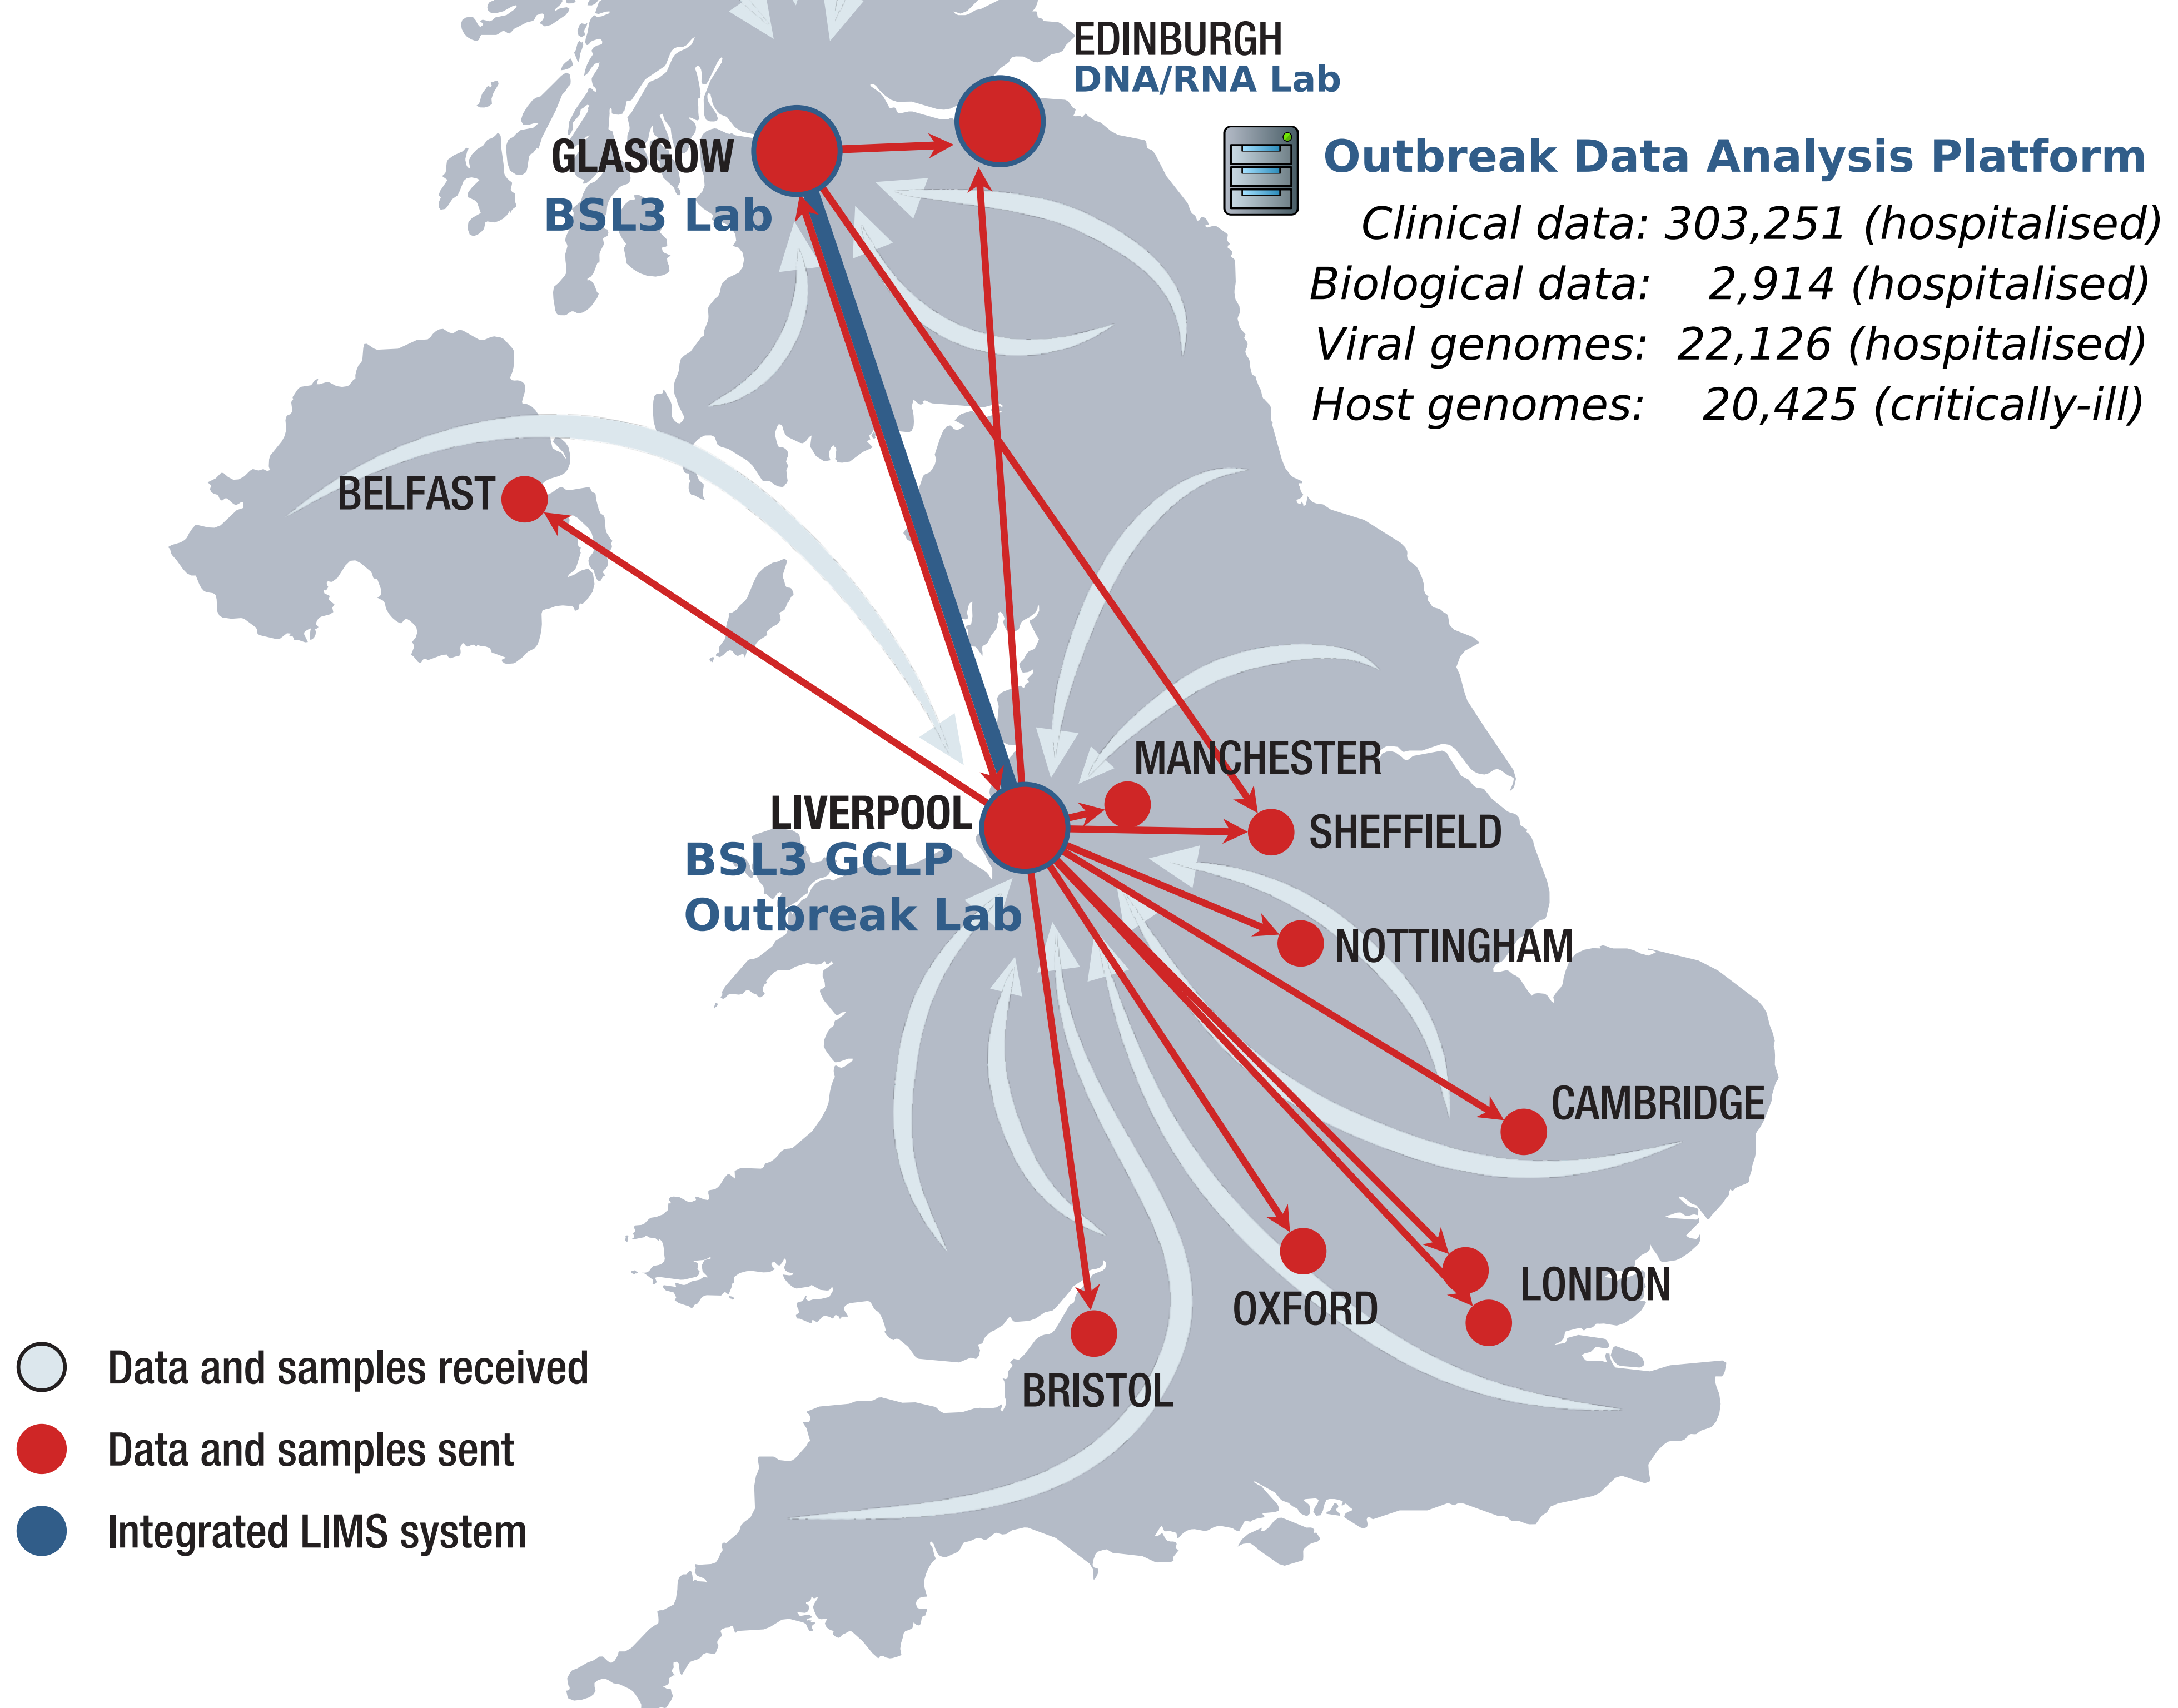 EDINBURGH
DNA/RNA Lab
GLASGOW
BSL3 Lab
Outbreak Data Analysis Platform
Clinical data: 303,251 (hospitalised)
Biological data: 2,914 (hospitalised)
Viral genomes: 22,126 (hospitalised)
Host genomes: 20,425 (critically-ill)
BELFAST
MANCHESTER
LIVERPOOL
BSL3 GCLP
Outbreak Lab
SHEFFIELD
NOTTINGHAM
CAMBRIDGE
LONDON
OXFORD
BRISTOL
Data and samples received
Data and samples sent
Integrated LIMS system